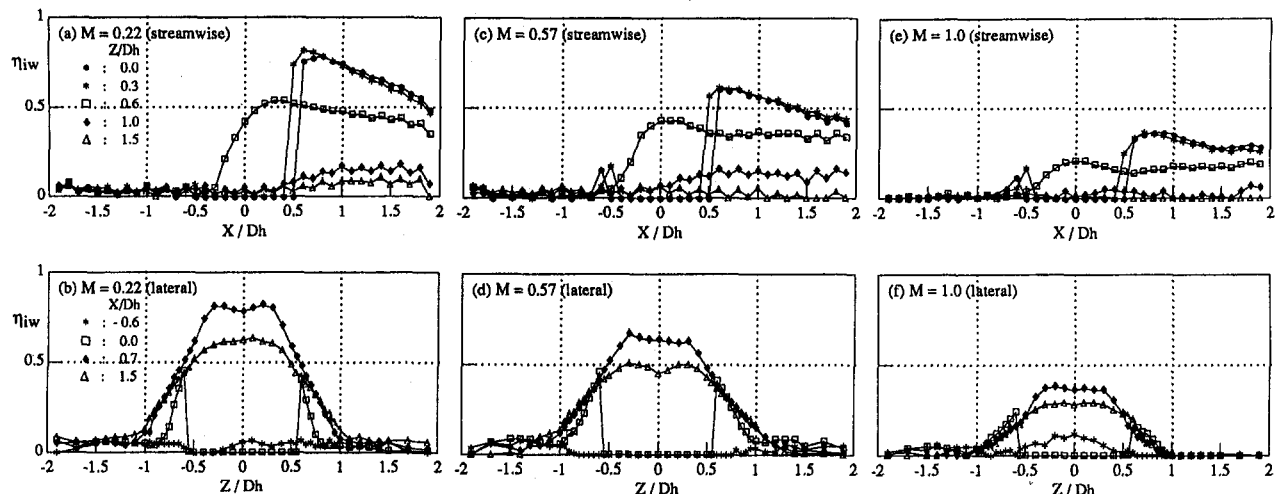 (a) M = 0.22 (streamwise)
Z/Dh
: 0.0
: 0.3
: 0.6
: 1.0
: 1.5
ηiw
1
0.5
0
-2 -1.5 -1 -0.5 0 0.5 1 1.5 2
X / Dh
(c) M = 0.57 (streamwise)
-2 -1.5 -1 -0.5 0 0.5 1 1.5 2
X / Dh
(e) M = 1.0 (streamwise)
-2 -1.5 -1 -0.5 0 0.5 1 1.5 2
X / Dh
(b) M = 0.22 (lateral)
X/Dh
: - 0.6
: 0.0
: 0.7
: 1.5
ηiw
1
0.5
0
-2 -1.5 -1 -0.5 0 0.5 1 1.5 2
Z / Dh
(d) M = 0.57 (lateral)
-2 -1.5 -1 -0.5 0 0.5 1 1.5 2
Z / Dh
(f) M = 1.0 (lateral)
-2 -1.5 -1 -0.5 0 0.5 1 1.5 2
Z / Dh